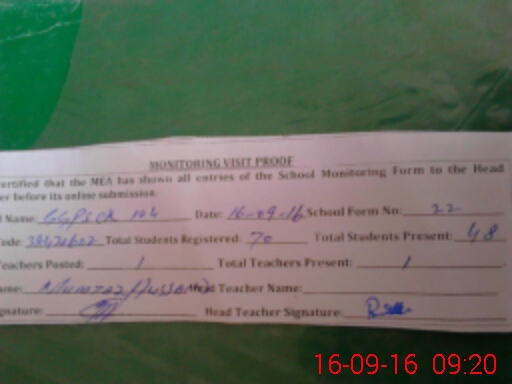 MONITORING VISIT PROOF
ertified that the MEA has shown all entries of the School Monitoring Form to the Head
er before its online submission.
l Name: GGPS CH 104 Date: 16-09-16 School Form No: 22
Code: Total Students Registered: 70 Total Students Present: 48
Teachers Posted: 1 Total Teachers Present: 1
ame: Mumtaz Hussain Head Teacher Name:
gnature: Head Teacher Signature:
16-09-16 09:20